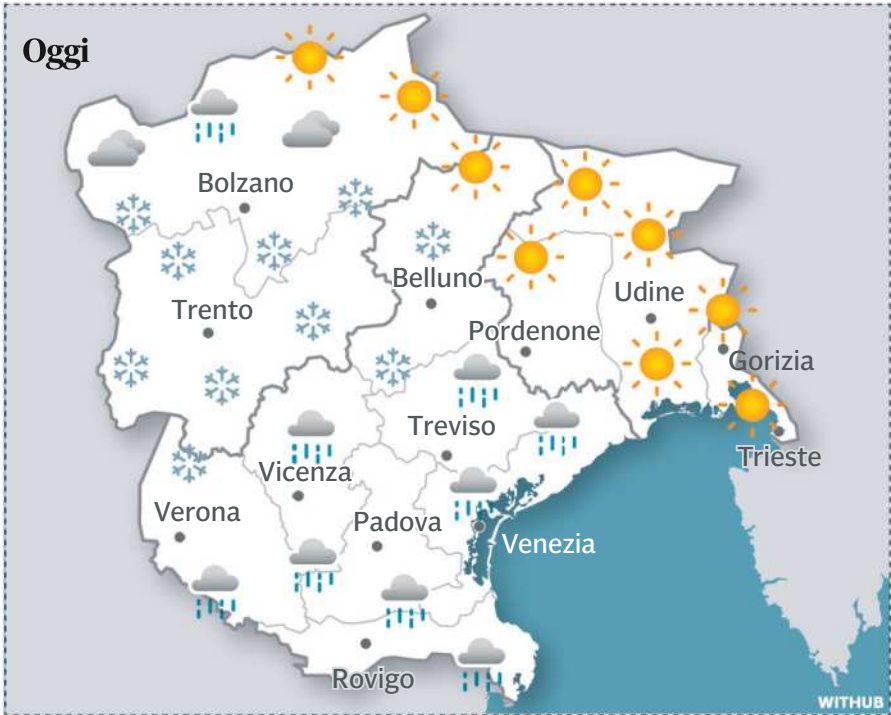 Oggi
Bolzano
Belluno
Udine
Trento
Pordenone
Gorizia
Treviso
Trieste
Vicenza
Verona
Padova
Venezia
Rovigo
WITHUB